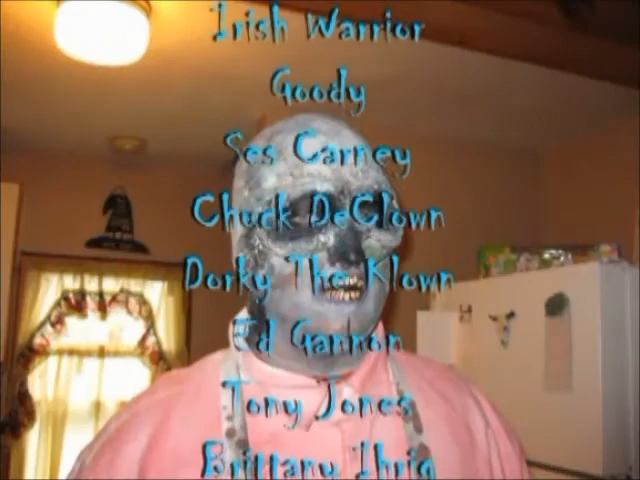 Irish Warrior
Goody
Ses Carney
Chuck DeClown
Dorky The Klown
Ed Gannon
Tony Jones
Brittany Ihrig